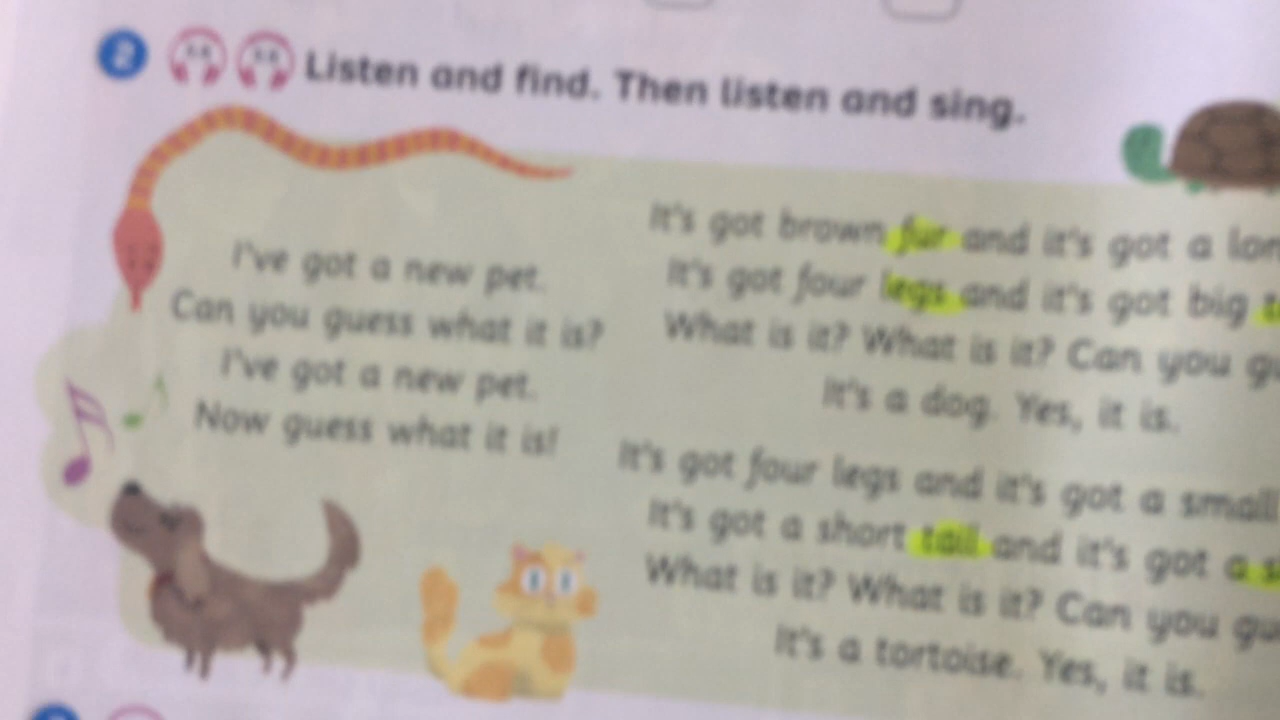 2 Listen and find. Then listen and sing.
I've got a new pet.
Can you guess what it is?
I've got a new pet.
Now guess what it is!
It's got brown fur and it's got a
It's got four legs and it's got big
What is it? What is it? Can you
It's a dog. Yes, it is.
It's got four legs and it's got a small
It's got a short tail and it's got a
What is it? What is it? Can you
It's a tortoise. Yes, it is.